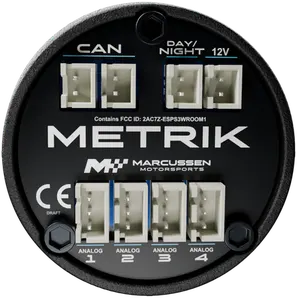 CAN
DAY/
NIGHT 12V
Contains FCC ID: 2AC7Z-ESPS3WROOM1
METRIK
MARCUSSEN
MOTORSPORTS
CE
DRAFT
ANALOG ANALOG ANALOG ANALOG
1 2 3 4